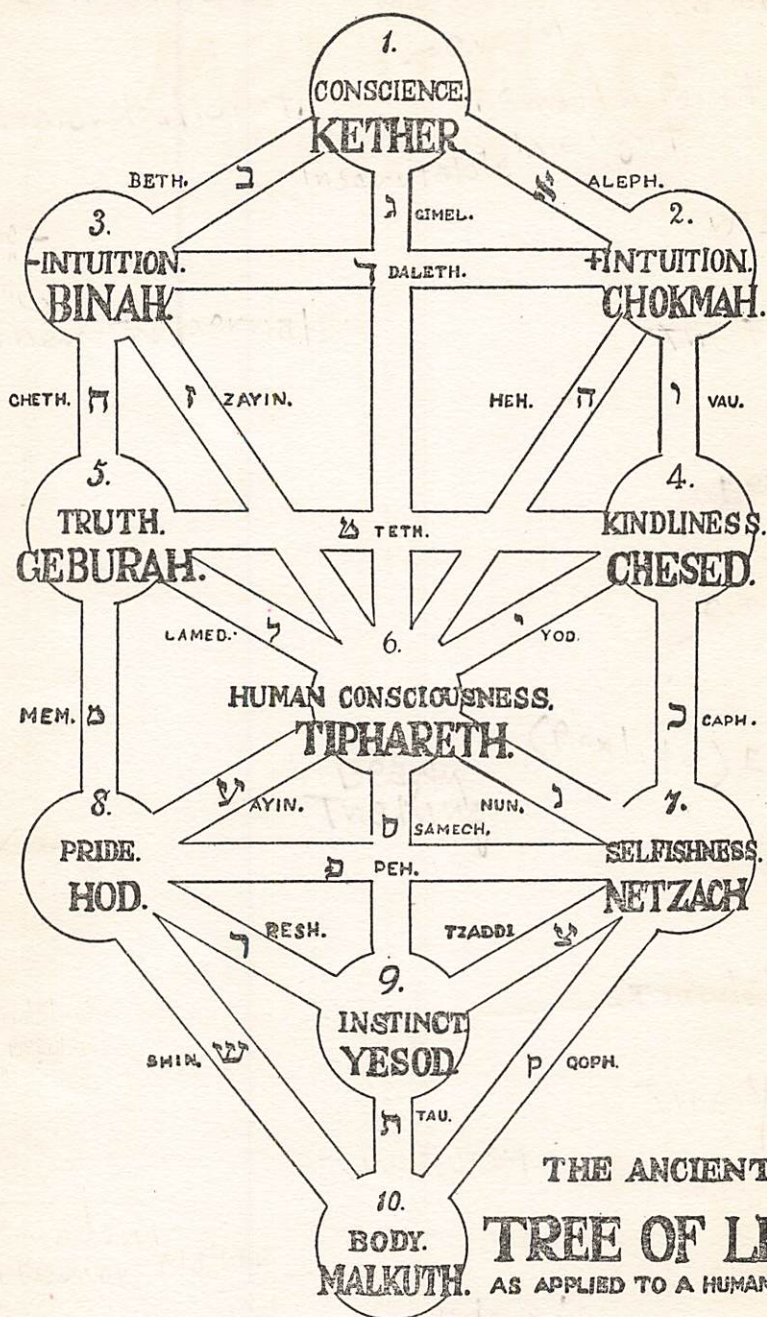 1.
CONSCIENCE.
KETHER.
BETH. ב
א ALEPH.
ג GIMEL.
3.
-INTUITION.
BINAH.
2.
+INTUITION.
CHOKMAH.
ד DALETH.
CHETH. ח
ז ZAYIN.
HEH. ה
ו VAU.
5.
TRUTH.
GEBURAH.
4.
KINDLINESS.
CHESED.
ט TETH.
LAMED. ל
י YOD.
6.
HUMAN CONSCIOUSNESS.
TIPHARETH.
MEM. מ
כ CAPH.
ע AYIN.
ס SAMECH.
NUN. נ
8.
PRIDE.
HOD.
7.
SELFISHNESS.
NETZACH
פ PEH.
ר RESH.
TZADDI צ
9.
INSTINCT
YESOD.
SHIN. ש
ק QOPH.
ת TAU.
10.
BODY.
MALKUTH.
THE ANCIENT
TREE OF
AS APPLIED TO A HUMAN